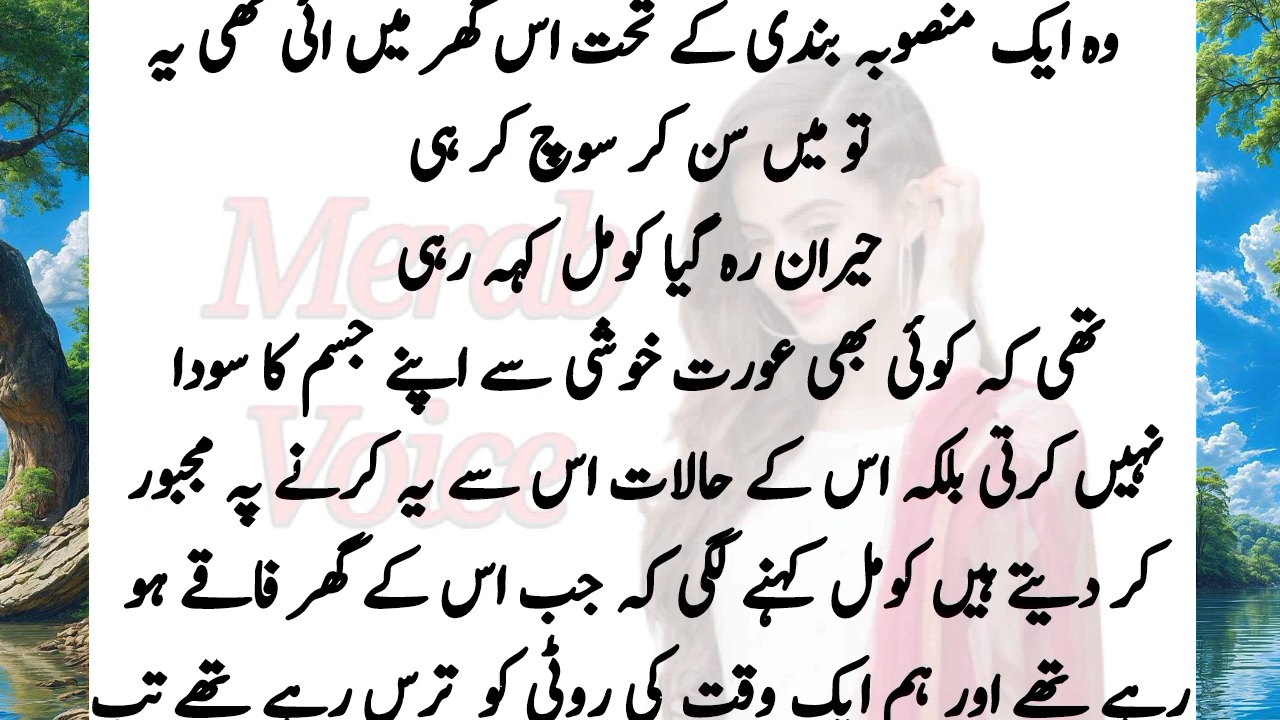 وہ ایک منصوبہ بندی کے تحت اس گھر میں ائی تھی یہ
تو میں سن کر سوچ کر ہی
حیران رہ گیا کومل کہہ رہی
تھی کہ کوئی بھی عورت خوشی سے اپنے جسم کا سودا
نہیں کرتی بلکہ اس کے حالات اس سے یہ کرنے پہ مجبور
کر دیتے ہیں کومل کہنے لگی کہ جب اس کے گھر فاقے ہو
رہے تھے اور ہم ایک وقت کی روٹی کو ترس رہے تھے تب
Merab
Voice